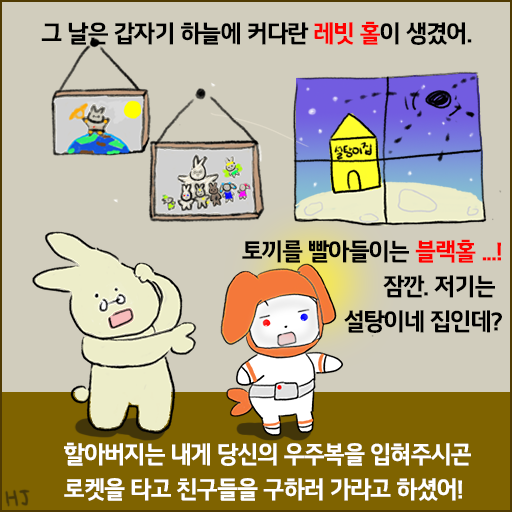 그 날은 갑자기 하늘에 커다란 레빗 홀이 생겼어.
설탕이집
토끼를 빨아들이는 블랙홀 ...!
잠깐. 저기는
설탕이네 집인데?
할아버지는 내게 당신의 우주복을 입혀주시곤
로켓을 타고 친구들을 구하러 가라고 하셨어!
HJ